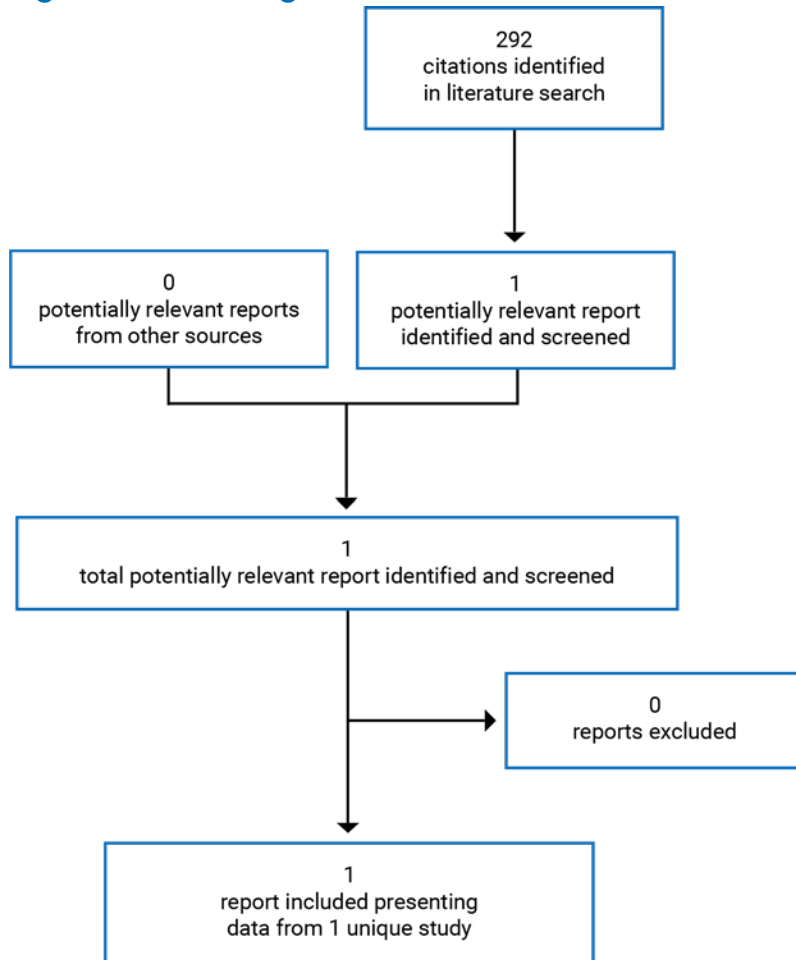 292
citations identified
in literature search
0
potentially relevant reports
from other sources
1
potentially relevant report
identified and screened
1
total potentially relevant report identified and screened
0
reports excluded
1
report included presenting
data from 1 unique study